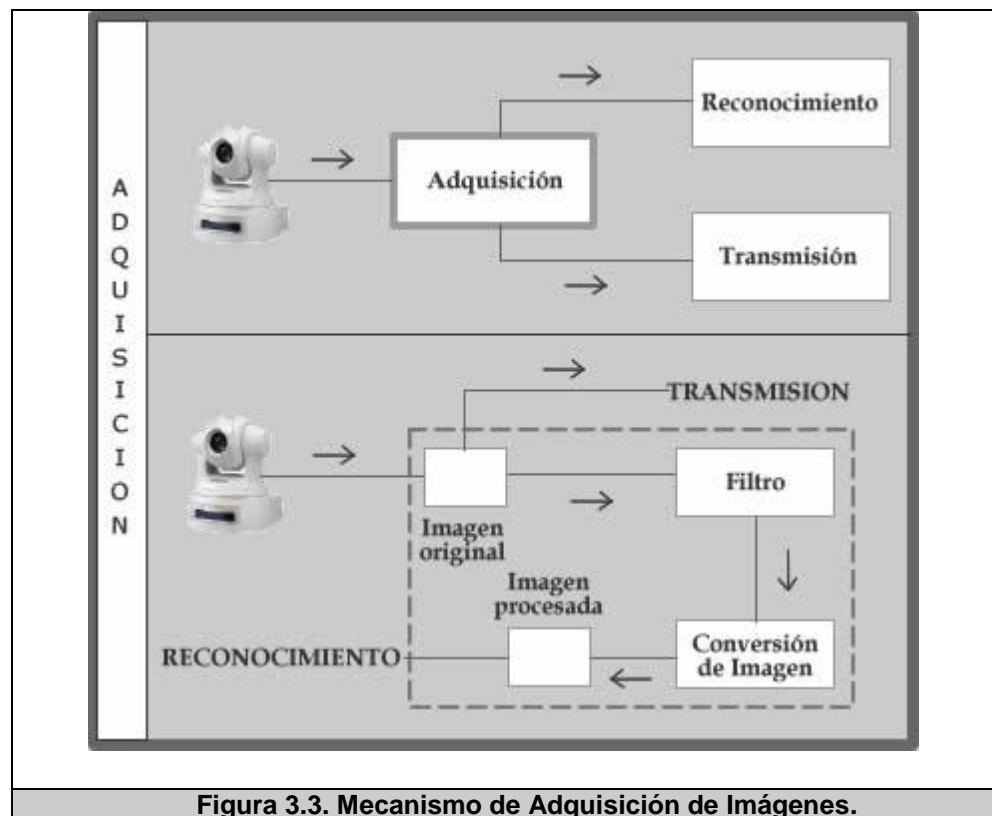 ADQUISICION
Reconocimiento
Adquisición
Transmisión
TRANSMISION
Filtro
Imagen
original
Imagen
procesada
Conversión
de Imagen
RECONOCIMIENTO
Figura 3.3. Mecanismo de Adquisición de Imágenes.